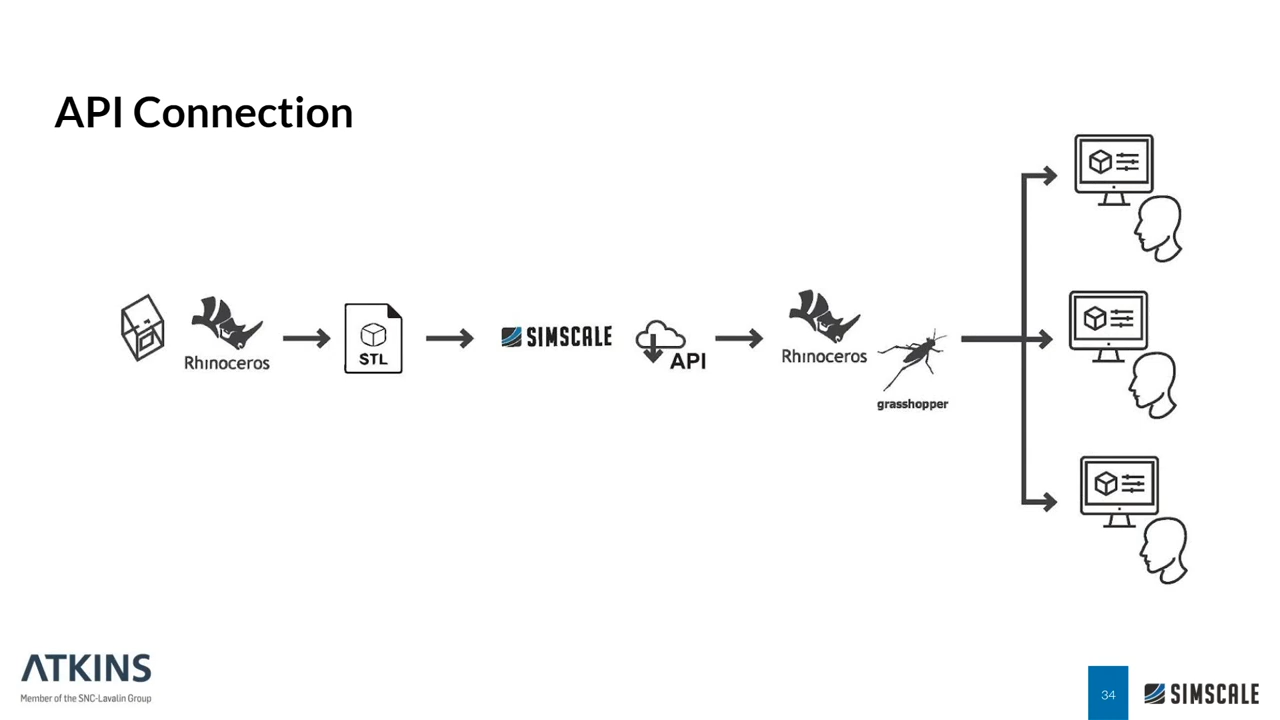 API Connection
Rhinoceros
STL
SIMSCALE
API
Rhinoceros
grasshopper
ATKINS
Member of the SNC-Lavalin Group
34
SIMSCALE